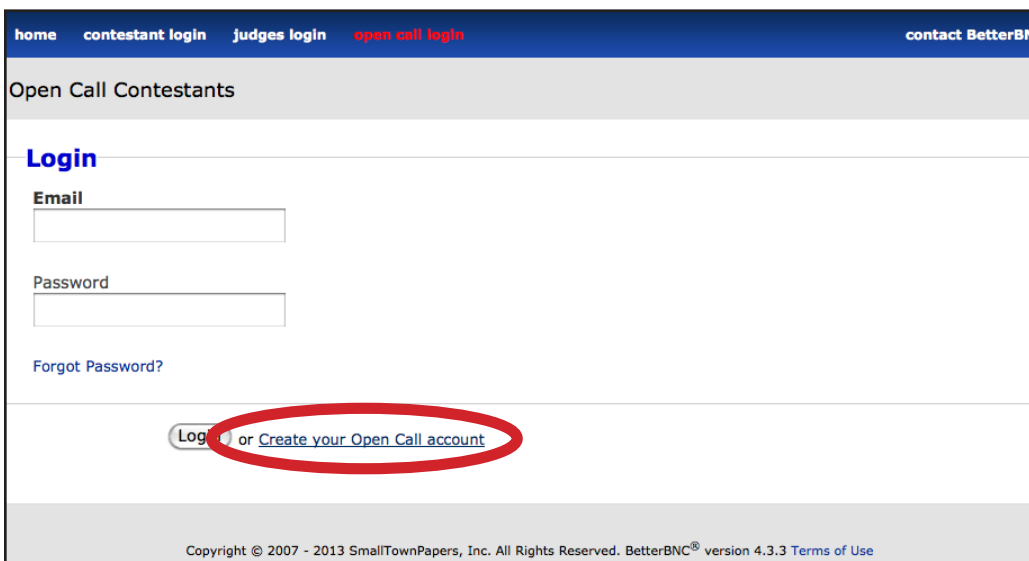 home contestant login judges login open call login contact BetterBN
Open Call Contestants
Login
Email
Password
Forgot Password?
Login or Create your Open Call account
Copyright © 2007 - 2013 SmallTownPapers, Inc. All Rights Reserved. BetterBNC® version 4.3.3 Terms of Use